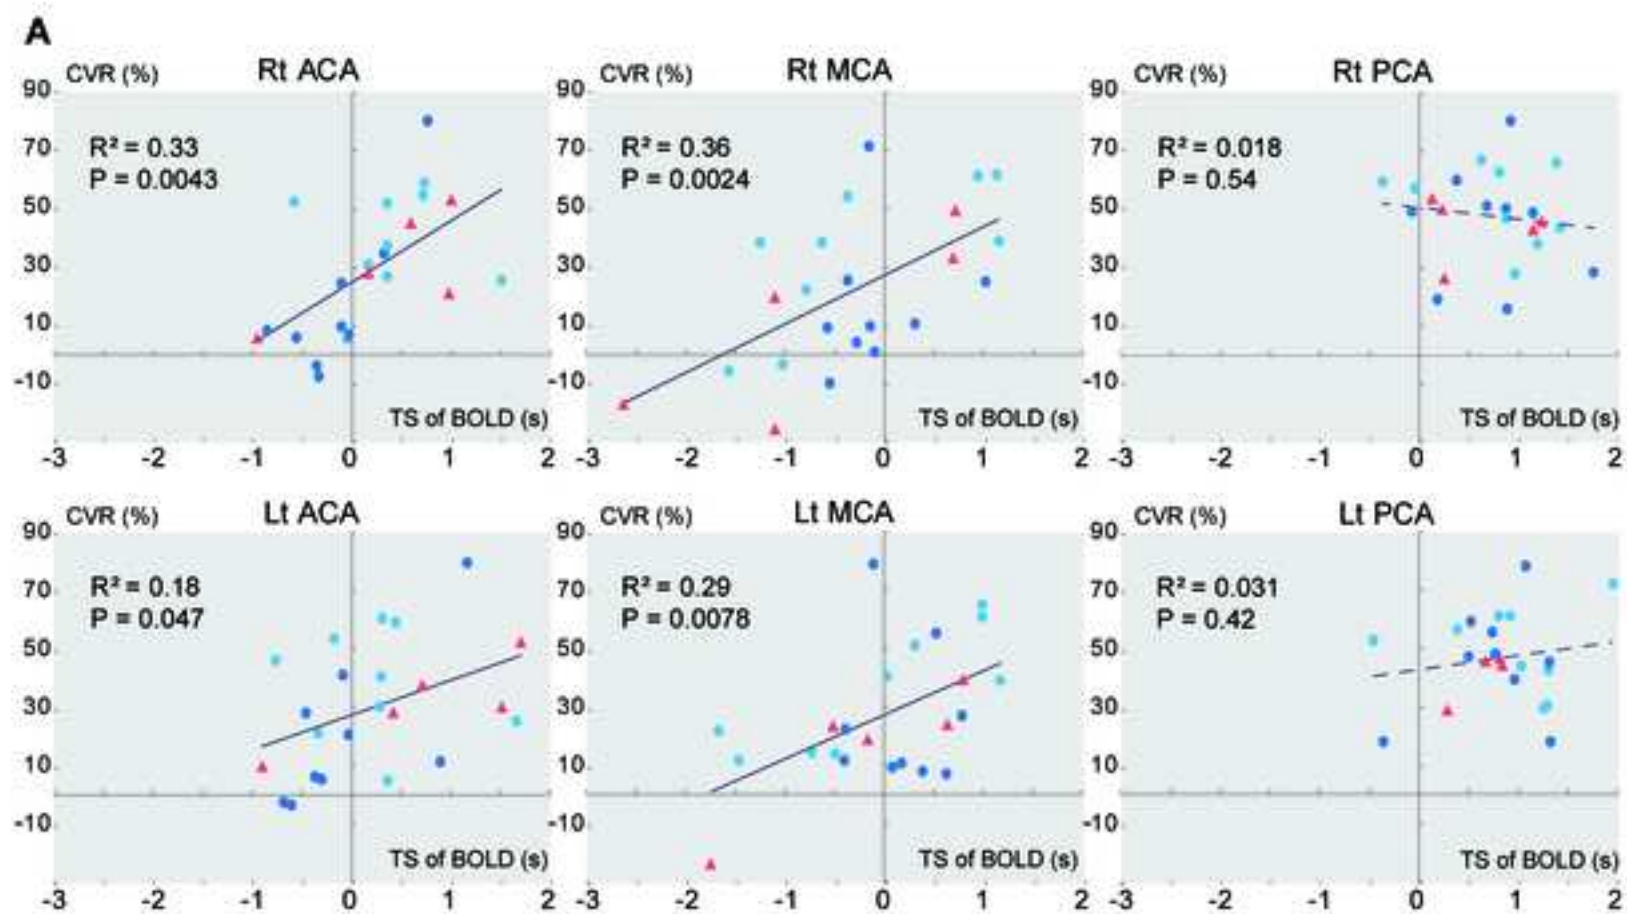 A
CVR (%) Rt ACA
90
70
50
30
10
-10
R² = 0.33
P = 0.0043
TS of BOLD (s)
-3 -2 -1 0 1 2
CVR (%) Rt MCA
90
70
50
30
10
-10
R² = 0.36
P = 0.0024
TS of BOLD (s)
-3 -2 -1 0 1 2
CVR (%) Rt PCA
90
70
50
30
10
-10
R² = 0.018
P = 0.54
TS of BOLD (s)
-3 -2 -1 0 1 2
CVR (%) Lt ACA
90
70
50
30
10
-10
R² = 0.18
P = 0.047
TS of BOLD (s)
-3 -2 -1 0 1 2
CVR (%) Lt MCA
90
70
50
30
10
-10
R² = 0.29
P = 0.0078
TS of BOLD (s)
-3 -2 -1 0 1 2
CVR (%) Lt PCA
90
70
50
30
10
-10
R² = 0.031
P = 0.42
TS of BOLD (s)
-3 -2 -1 0 1 2